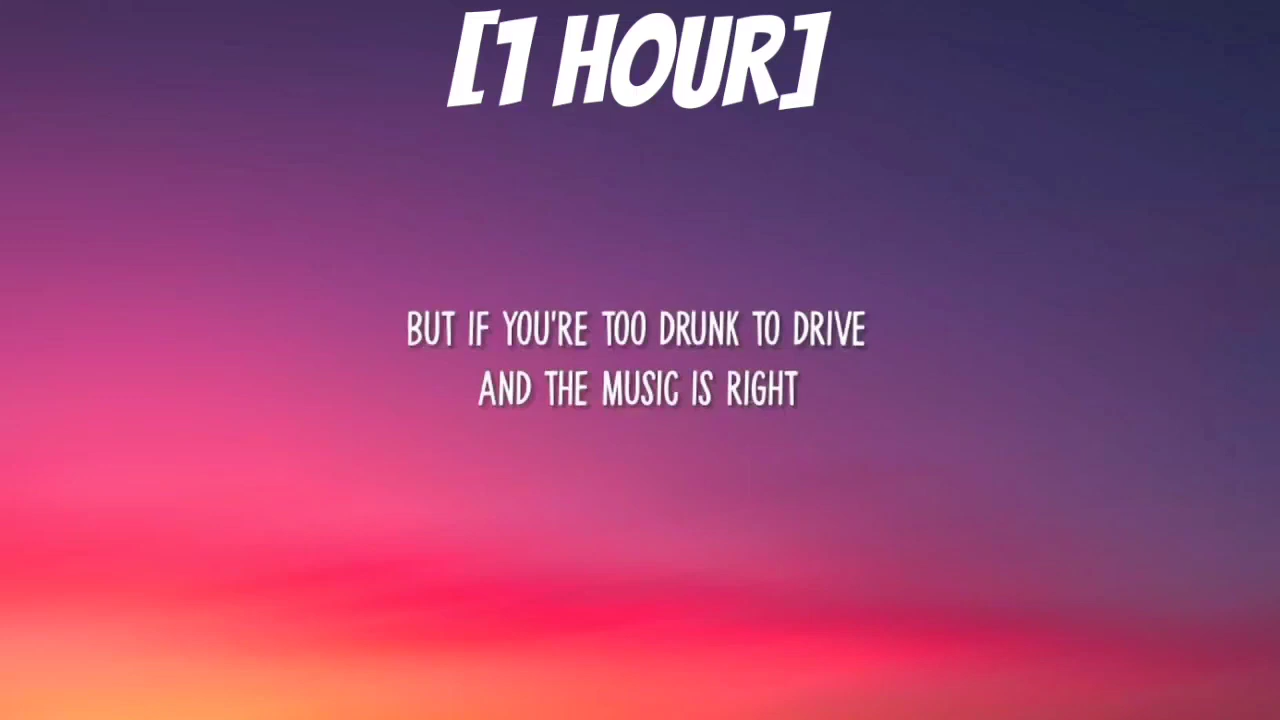 [1 HOUR]
BUT IF YOU'RE TOO DRUNK TO DRIVE
AND THE MUSIC IS RIGHT